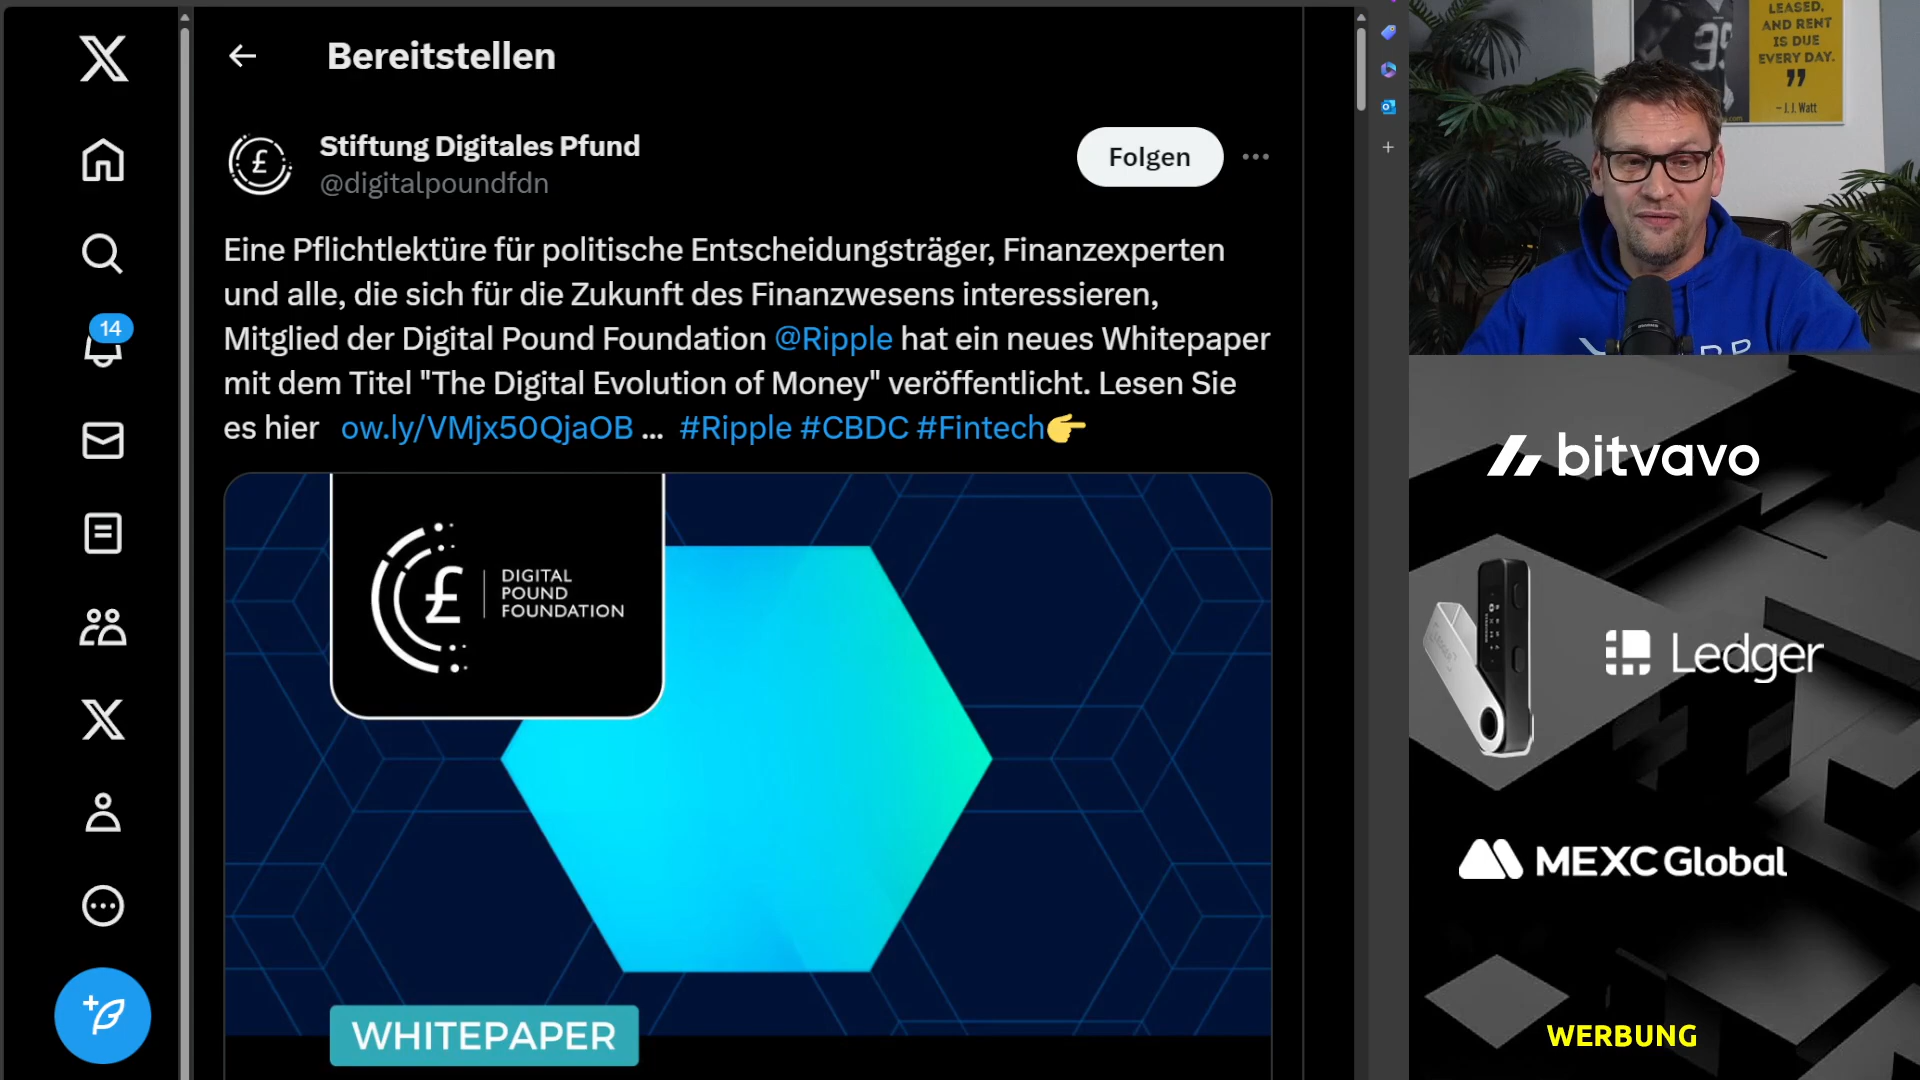 Bereitstellen
Stiftung Digitales Pfund
@digitalpoundfdn
Folgen
Eine Pflichtlektüre für politische Entscheidungsträger, Finanzexperten
und alle, die sich für die Zukunft des Finanzwesens interessieren,
Mitglied der Digital Pound Foundation @Ripple hat ein neues Whitepaper
mit dem Titel "The Digital Evolution of Money" veröffentlicht. Lesen Sie
es hier ow.ly/VMjx50QjaOB ... #Ripple #CBDC #Fintech👉
14
DIGITAL
POUND
FOUNDATION
WHITEPAPER
LEASED,
AND RENT
IS DUE
EVERY DAY.
"
– J.J. Watt
99
bitvavo
Ledger
MEXC Global
WERBUNG